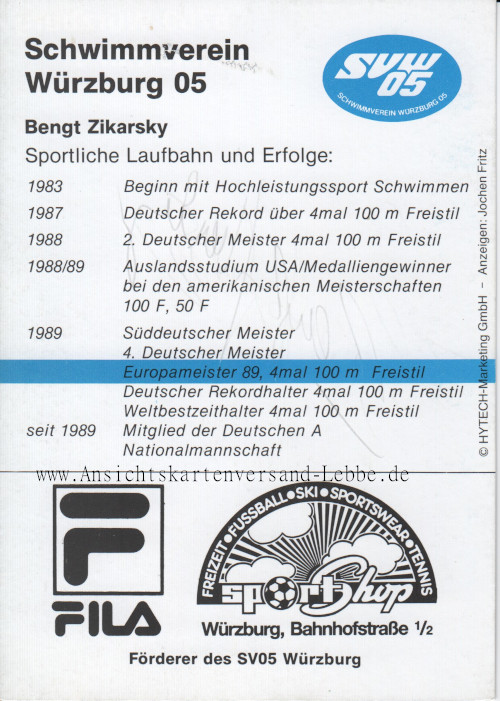 Schwimmverein
Würzburg 05
SVW
05
SCHWIMMVEREIN WÜRZBURG 05
Bengt Zikarsky
Sportliche Laufbahn und Erfolge:
1983 Beginn mit Hochleistungssport Schwimmen
1987 Deutscher Rekord über 4mal 100 m Freistil
1988 2. Deutscher Meister 4mal 100 m Freistil
1988/89 Auslandsstudium USA/Medalliengewinner
bei den amerikanischen Meisterschaften
100 F, 50 F
1989 Süddeutscher Meister
4. Deutscher Meister
Europameister 89, 4mal 100 m Freistil
Deutscher Rekordhalter 4mal 100 m Freistil
Weltbestzeithalter 4mal 100 m Freistil
seit 1989 Mitglied der Deutschen A
Nationalmannschaft
© HYTECH-Marketing GmbH – Anzeigen: Jochen Fritz
www.Ansichtskartenversand-Lebbe.de
F
FILA
FREIZEIT•FUSSBALL•SKI•SPORTSWEAR•TENNIS
sport Shop
Würzburg, Bahnhofstraße 1/2
Förderer des SV05 Würzburg